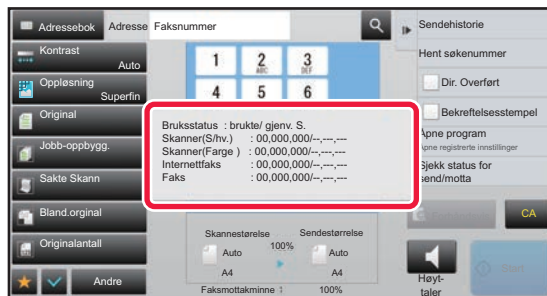 Adressebok
Adresse
Faksnummer
Sendehistorie
Kontrast
Auto
Oppløsning
Superfin
Original
Jobb-oppbygg.
Sakte Skann
Bland.orginal
Originalantall
Andre
1
2
ABC
3
DEF
4
5
6
Bruksstatus : brukte/ gjenv. S.
Skanner(S/hv.) : 00,000,000/--,---,---
Skanner(Farge ) : 00,000,000/--,---,---
Internettfaks : 00,000,000/--,---,---
Faks : 00,000,000/--,---,---
Skannestørelse
Sendestørrelse
100%
Auto
Auto
A4
A4
Faksmottakminne : 100%
Hent søkenummer
Dir. Overført
Bekreftelsesstempel
Åpne program
Åpne registrerte innstillinger
Sjekk status for
send/motta
CA
Høyt-
taler
Start